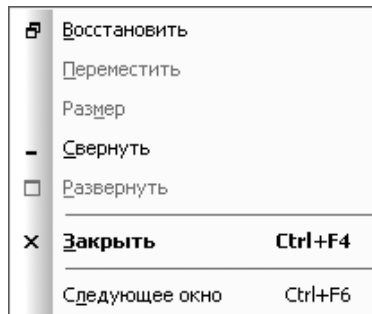 Восстановить
Переместить
Размер
Свернуть
Развернуть
Закрыть Ctrl+F4
Следующее окно Ctrl+F6